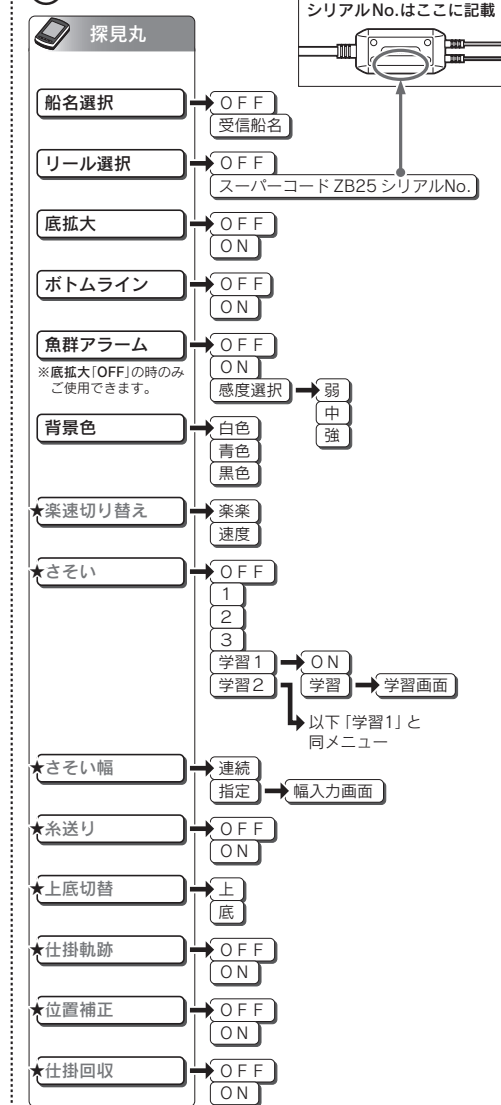 シリアルNo.はここに記載
探見丸
船名選択
OFF
受信船名
リール選択
OFF
スーパーコード ZB25 シリアルNo.
底拡大
OFF
ON
ボトムライン
OFF
ON
魚群アラーム
※底拡大「OFF」の時のみ
ご使用できます。
OFF
ON
感度選択
弱
中
強
背景色
白色
青色
黒色
★楽速切り替え
楽楽
速度
★さそい
OFF
1
2
3
学習1
ON
学習2
学習
学習画面
以下「学習1」と
同メニュー
★さそい幅
連続
指定
幅入力画面
★糸送り
OFF
ON
★上底切替
上
底
★仕掛軌跡
OFF
ON
★位置補正
OFF
ON
★仕掛回収
OFF
ON